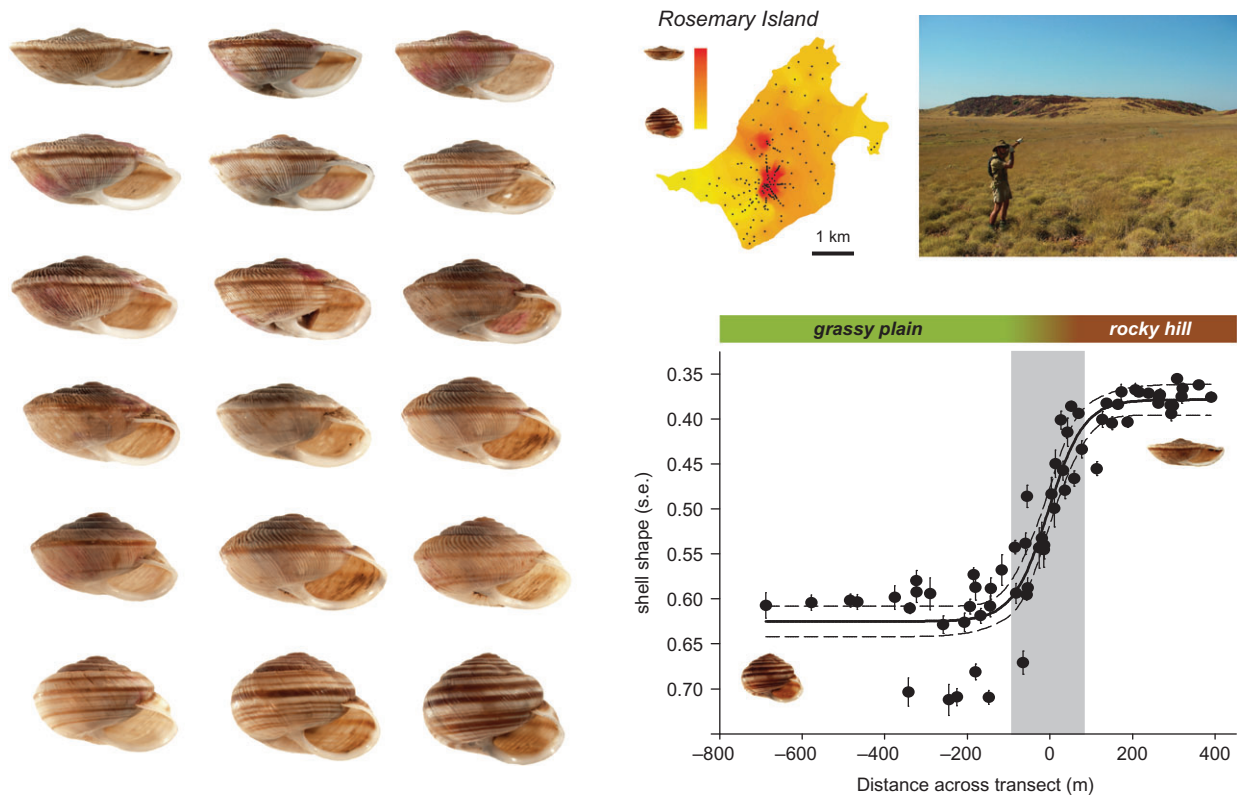 Rosemary Island
1 km
grassy plain
rocky hill
0.35
0.40
0.45
0.50
0.55
0.60
0.65
0.70
shell shape (s.e.)
–800
–600
–400
–200
0
200
400
Distance across transect (m)